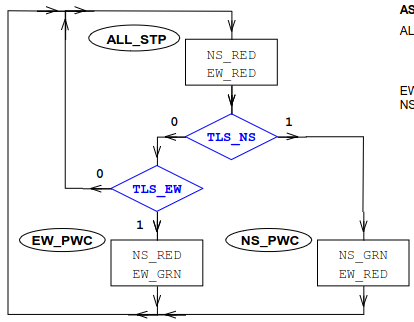 AS
ALL_STP
AL
NS_RED
EW_RED
EW
NS
0
TLS_NS
1
0
TLS_EW
1
EW_PWC
NS_RED
EW_GRN
NS_PWC
NS_GRN
EW_RED